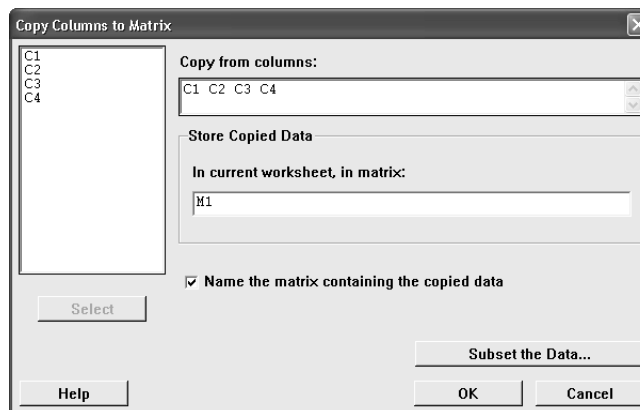 Copy Columns to Matrix
C1
C2
C3
C4
Copy from columns:
C1 C2 C3 C4
Store Copied Data
In current worksheet, in matrix:
M1
Name the matrix containing the copied data
Select
Subset the Data...
Help
OK
Cancel